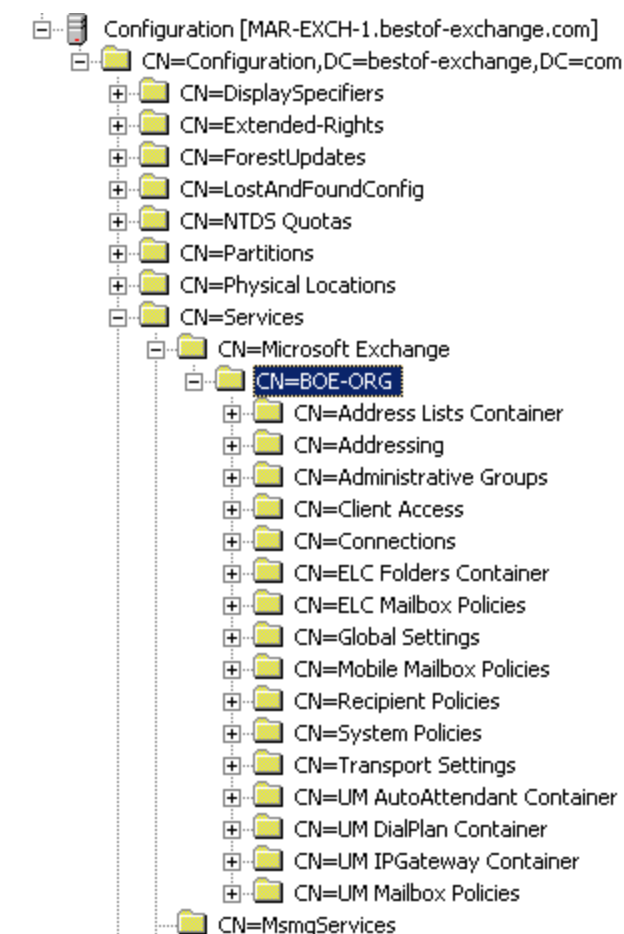 Configuration [MAR-EXCH-1.bestof-exchange.com]
CN=Configuration,DC=bestof-exchange,DC=com
CN=DisplaySpecifiers
CN=Extended-Rights
CN=ForestUpdates
CN=LostAndFoundConfig
CN=NTDS Quotas
CN=Partitions
CN=Physical Locations
CN=Services
CN=Microsoft Exchange
CN=BOE-ORG
CN=Address Lists Container
CN=Addressing
CN=Administrative Groups
CN=Client Access
CN=Connections
CN=ELC Folders Container
CN=ELC Mailbox Policies
CN=Global Settings
CN=Mobile Mailbox Policies
CN=Recipient Policies
CN=System Policies
CN=Transport Settings
CN=UM AutoAttendant Container
CN=UM DialPlan Container
CN=UM IPGateway Container
CN=UM Mailbox Policies
CN=MsmqServices